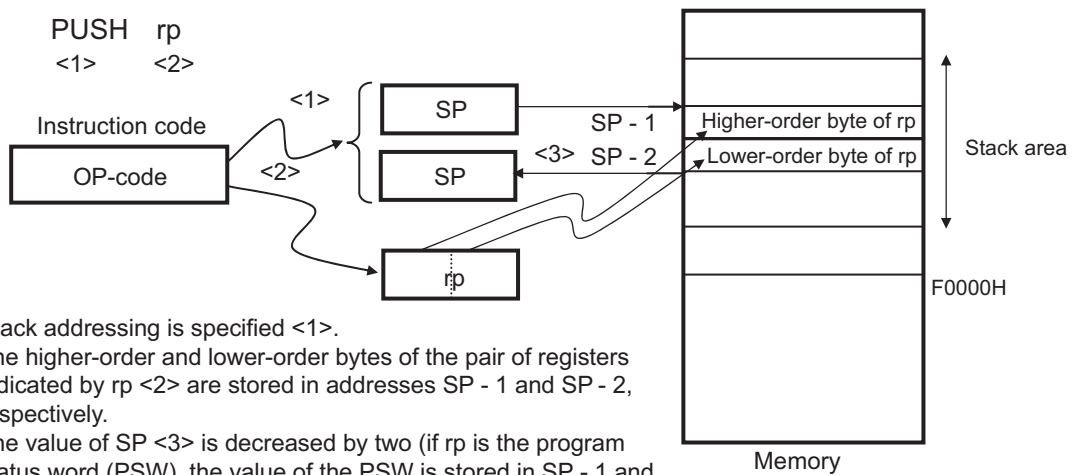 PUSH rp
<1> <2>
Instruction code
OP-code
<1>
<2>
SP
SP
rp
SP - 1
<3> SP - 2
Higher-order byte of rp
Lower-order byte of rp
Stack area
F0000H
Memory
ack addressing is specified <1>.
he higher-order and lower-order bytes of the pair of registers
dicated by rp <2> are stored in addresses SP - 1 and SP - 2,
spectively.
he value of SP <3> is decreased by two (if rp is the program
atus word (PSW), the value of the PSW is stored in SP - 1 and